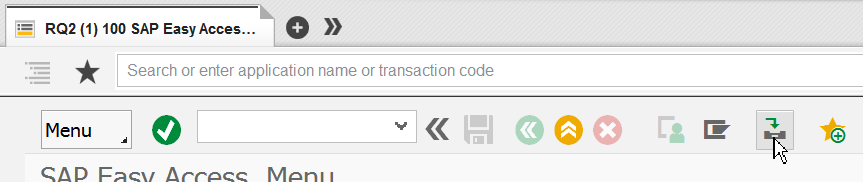 RQ2 (1) 100 SAP Easy Acces...
Search or enter application name or transaction code
Menu
SAP Easy Access Menu